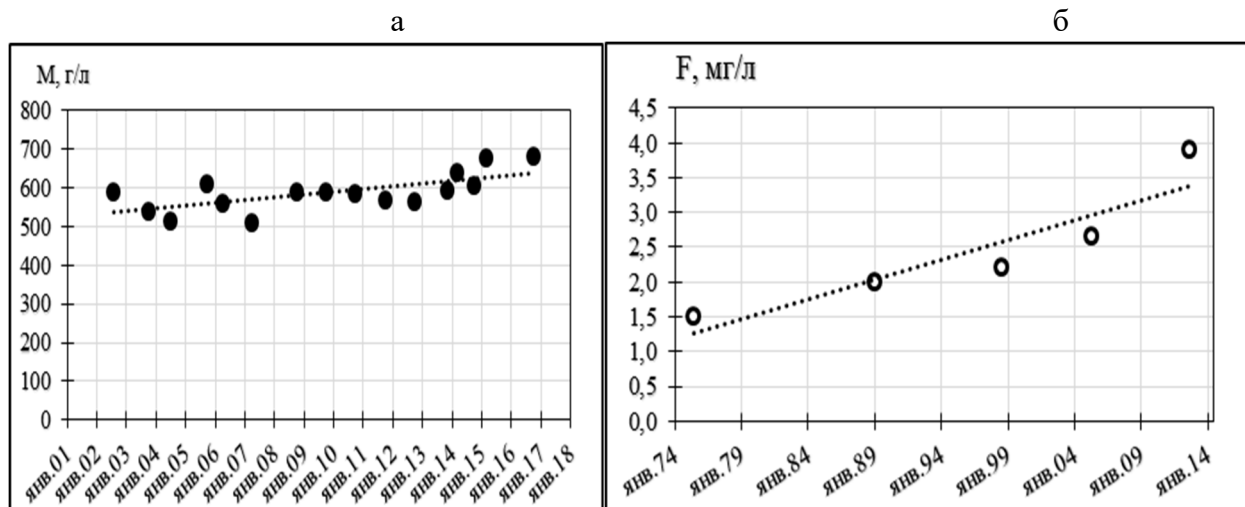 а
б
М, г/л
800
700
600
500
400
300
200
100
0
янв.01
янв.02
янв.03
янв.04
янв.05
янв.06
янв.07
янв.08
янв.09
янв.10
янв.11
янв.12
янв.13
янв.14
янв.15
янв.16
янв.17
янв.18
F, мг/л
4,5
4,0
3,5
3,0
2,5
2,0
1,5
1,0
0,5
0,0
янв.74
янв.79
янв.84
янв.89
янв.94
янв.99
янв.04
янв.09
янв.14